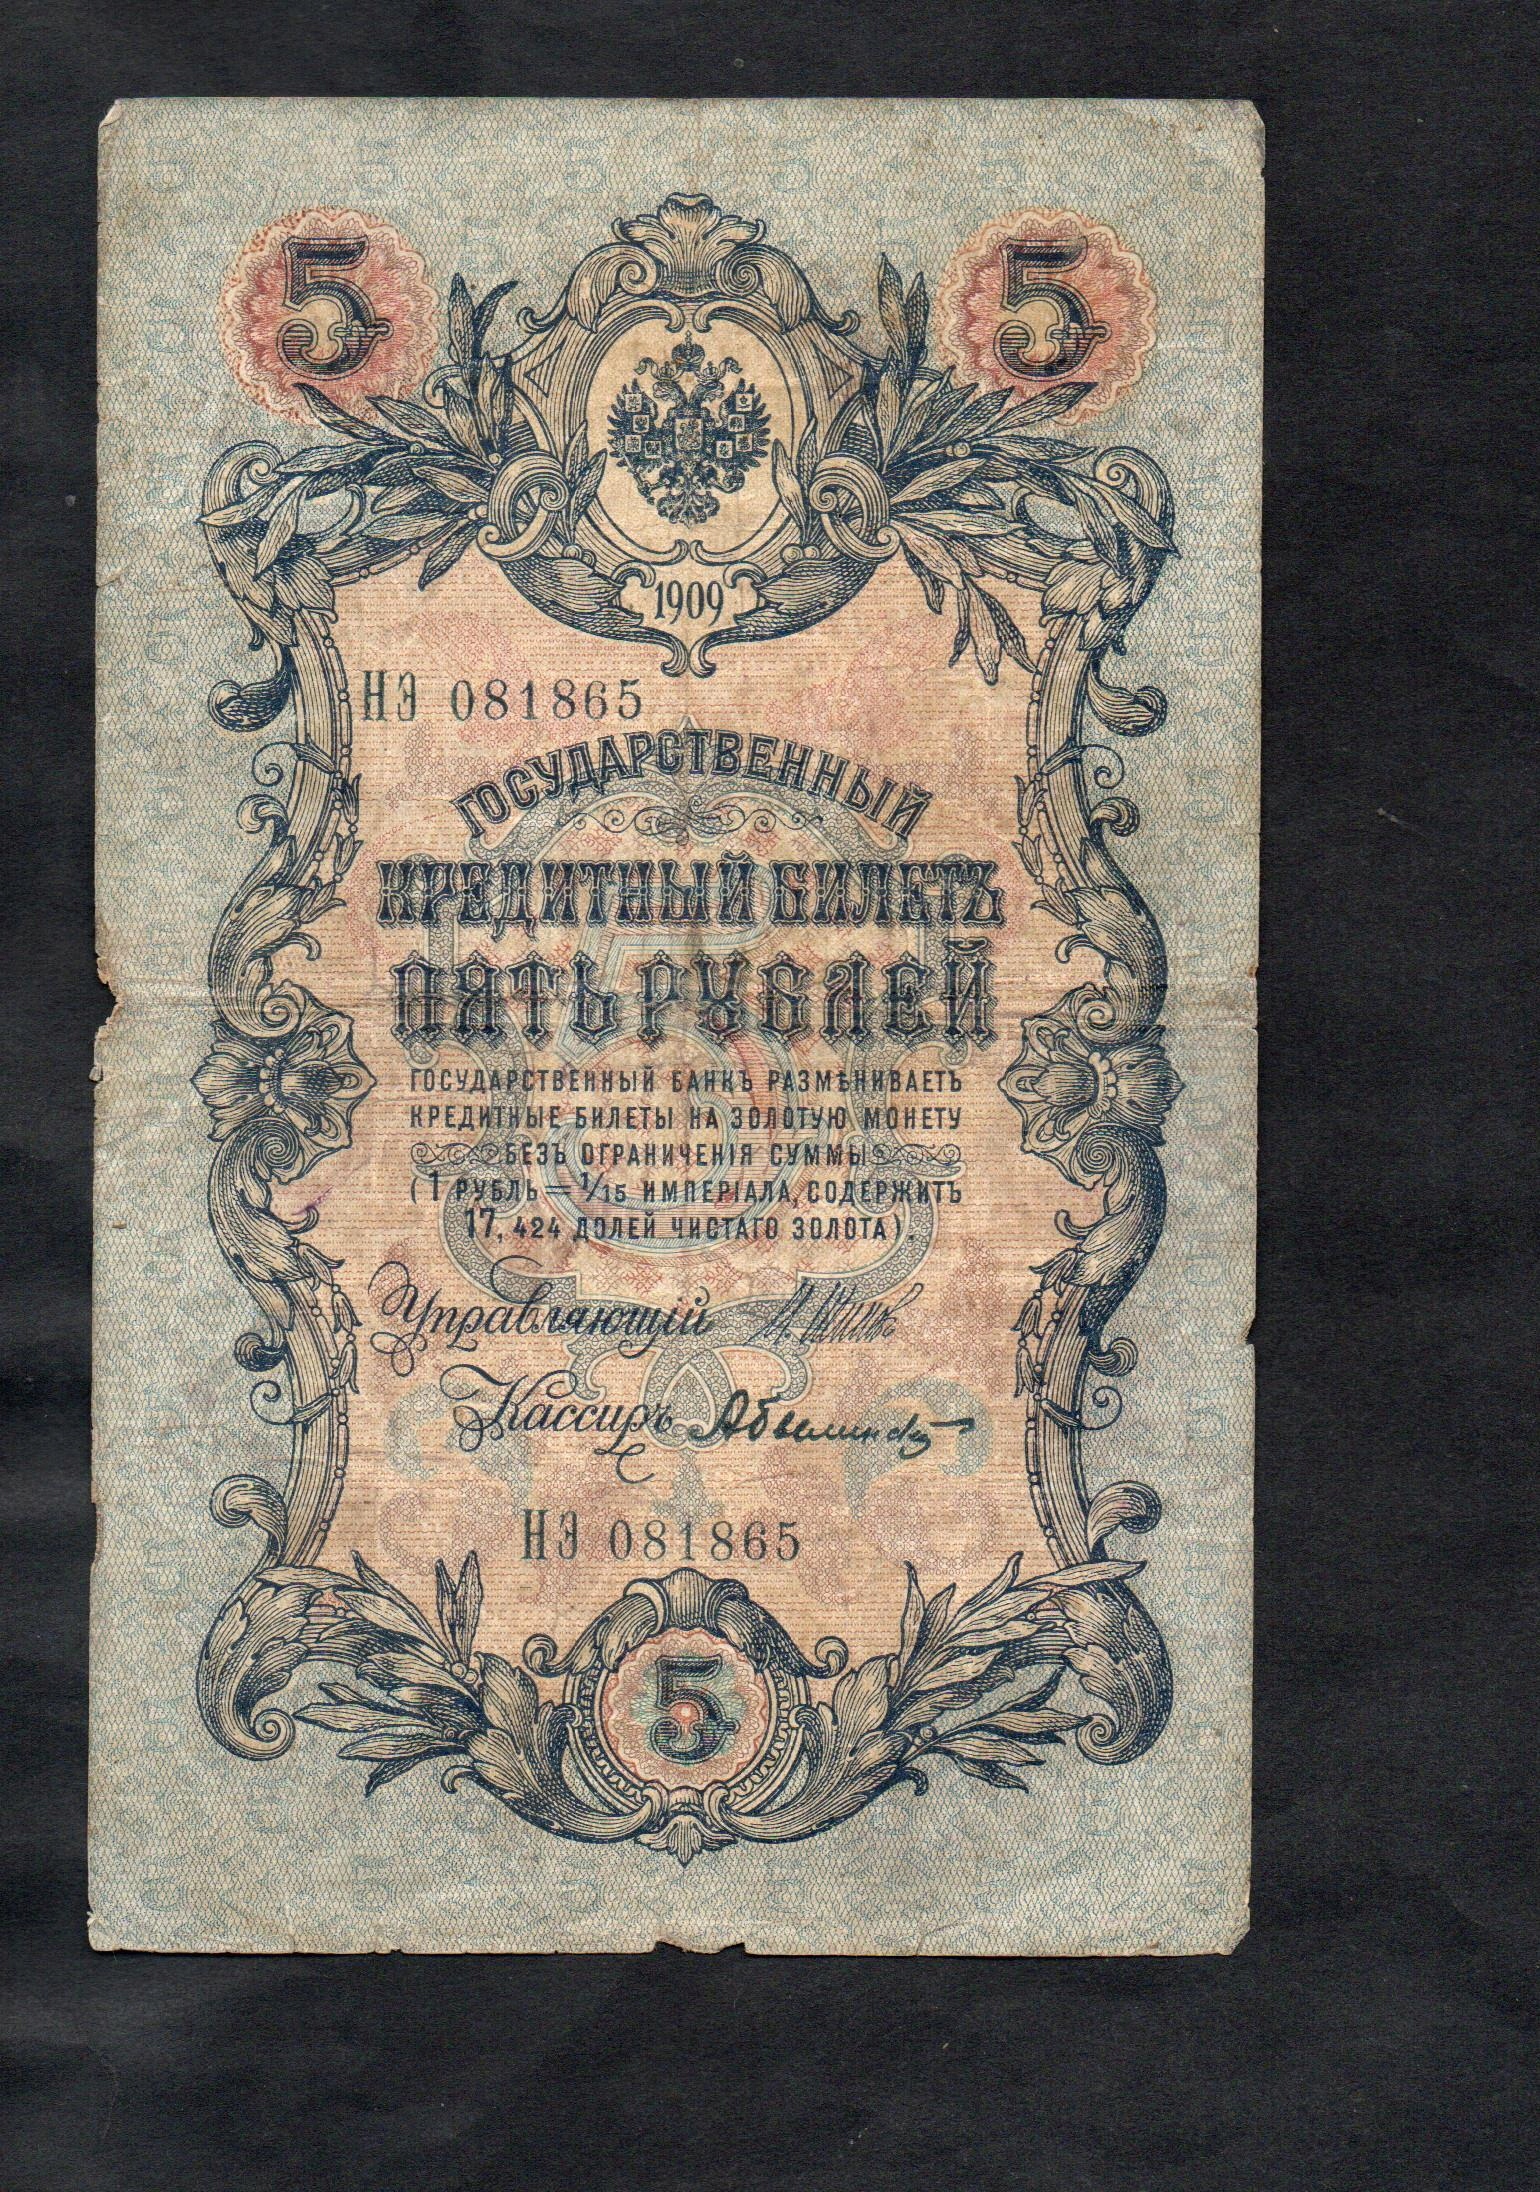 5 5
1909
НЭ 081865
ГОСУДАРСТВЕННЫЙ
КРЕДИТНЫЙ БИЛЕТЪ
ПЯТЬ РУБЛЕЙ
ГОСУДАРСТВЕННЫЙ БАНКЪ РАЗМѢНИВАЕТЪ
КРЕДИТНЫЕ БИЛЕТЫ НА ЗОЛОТУЮ МОНЕТУ
БЕЗЪ ОГРАНИЧЕНІЯ СУММЫ
(1 РУБЛЬ = 1/15 ИМПЕРІАЛА, СОДЕРЖИТЪ
17, 424 ДОЛЕЙ ЧИСТАГО ЗОЛОТА).
Управляющій
Кассиръ
НЭ 081865
5